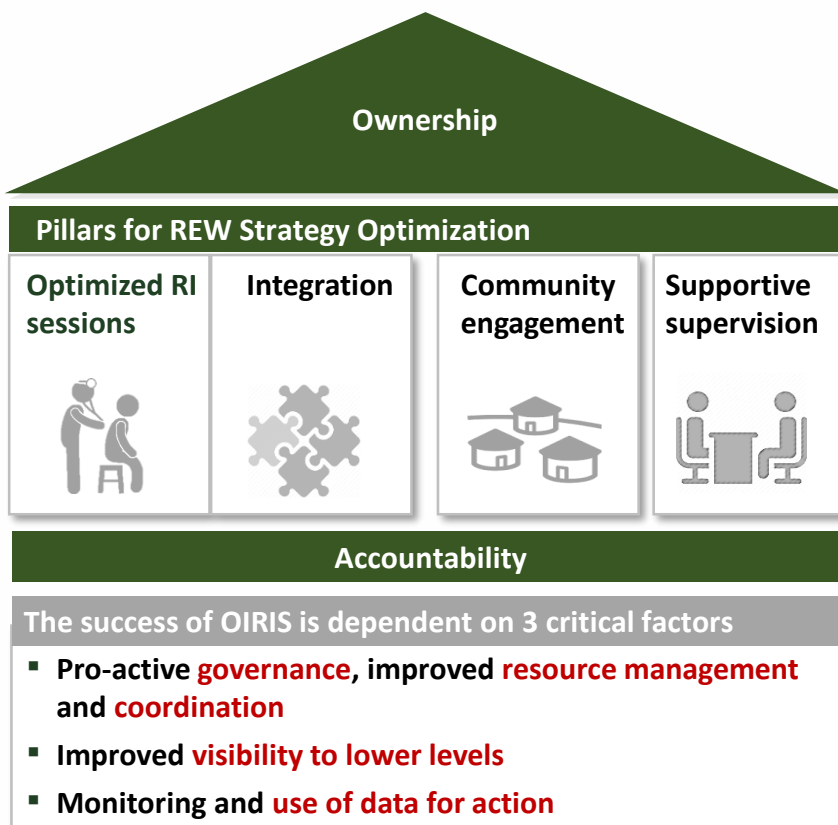 Ownership
Pillars for REW Strategy Optimization
Optimized RI
sessions
Integration
Community
engagement
Supportive
supervision
Accountability
The success of OIRIS is dependent on 3 critical factors
▪ Pro-active governance, improved resource management
and coordination
▪ Improved visibility to lower levels
▪ Monitoring and use of data for action